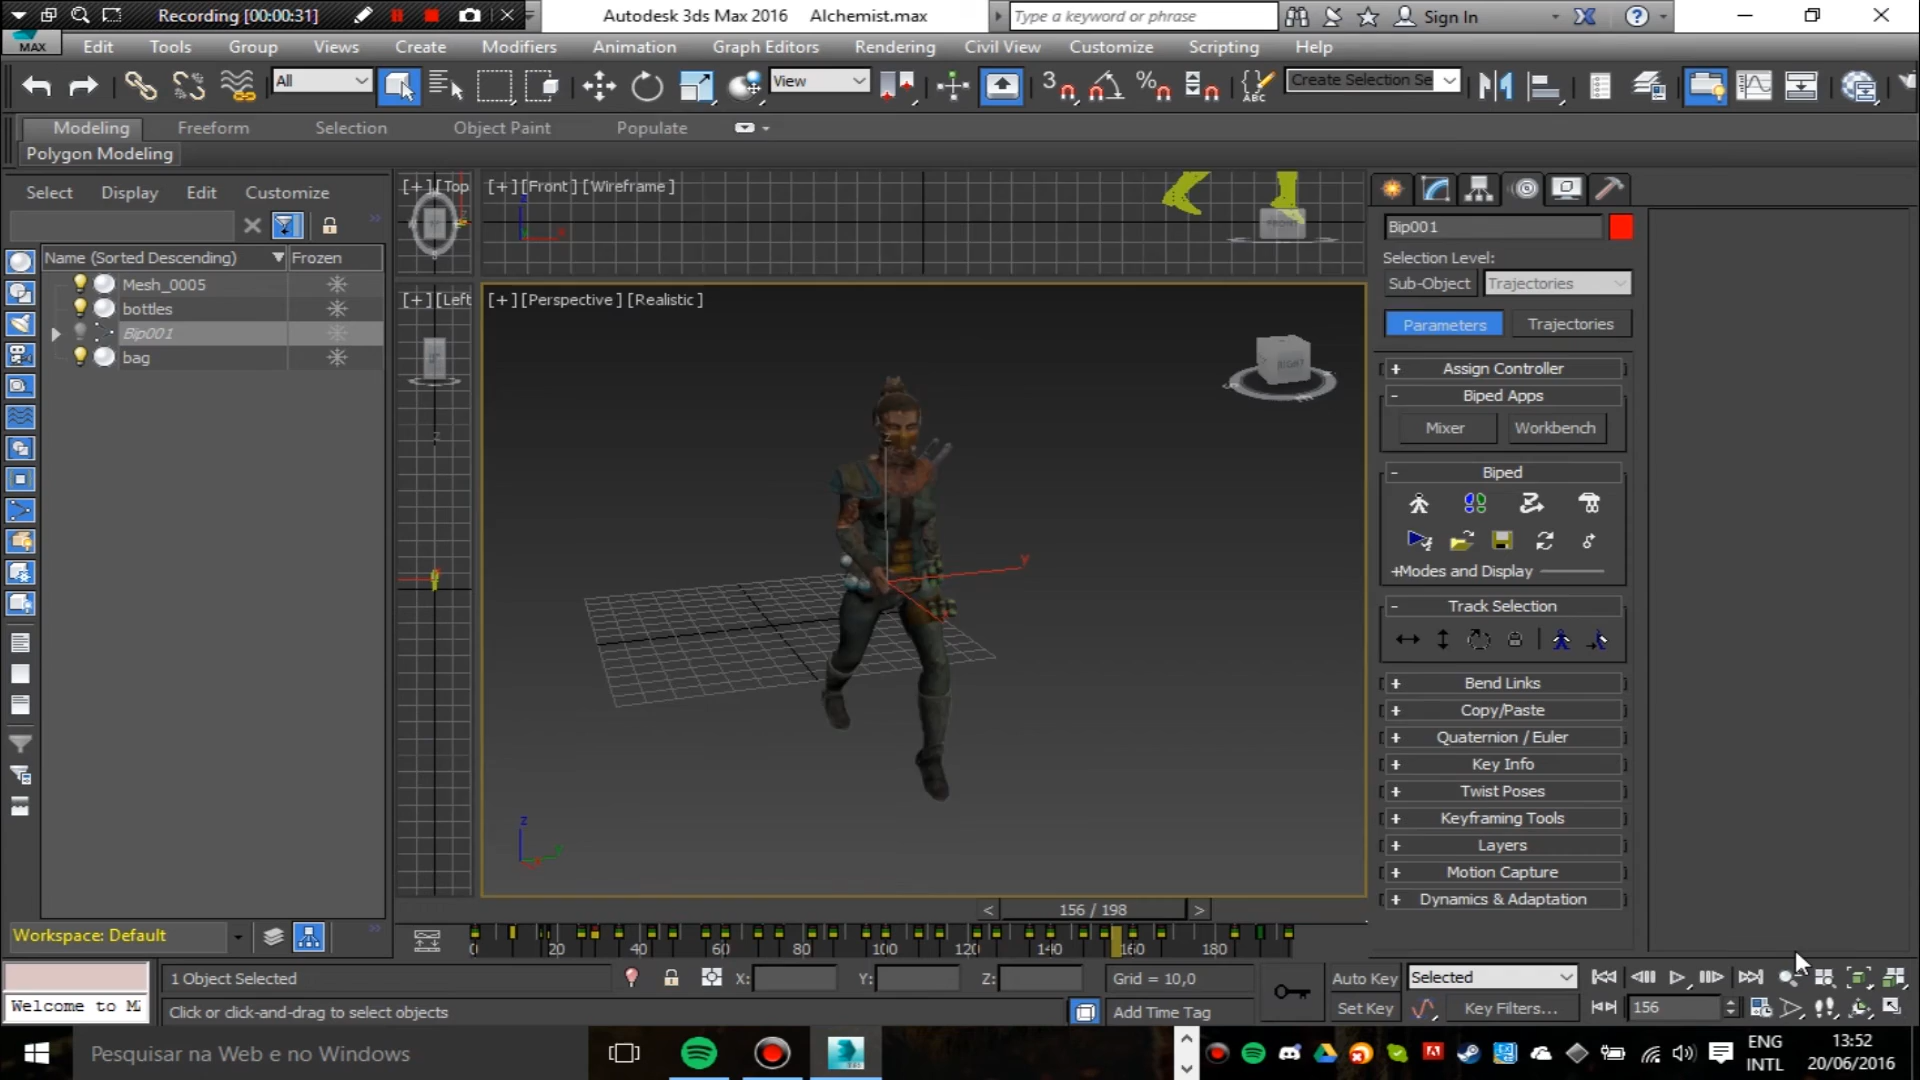 Recording [00:00:31]
Autodesk 3ds Max 2016 Alchemist.max
Type a keyword or phrase
Sign In
MAX
Edit Tools Group Views Create Modifiers Animation Graph Editors Rendering Civil View Customize Scripting Help
All
View
Create Selection Se
Modeling Freeform Selection Object Paint Populate
Polygon Modeling
Select Display Edit Customize
Name (Sorted Descending) Frozen
Mesh_0005
bottles
Bip001
bag
[+][Top
[+][Front][Wireframe]
FRONT
[+][Left
[+][Perspective][Realistic]
RIGHT
Bip001
Selection Level:
Sub-Object Trajectories
Parameters Trajectories
+ Assign Controller
- Biped Apps
Mixer Workbench
- Biped
+Modes and Display
- Track Selection
+ Bend Links
+ Copy/Paste
+ Quaternion / Euler
+ Key Info
+ Twist Poses
+ Keyframing Tools
+ Layers
+ Motion Capture
+ Dynamics & Adaptation
< 156 / 198 >
0 20 40 60 80 100 120 140 160 180
Workspace: Default
1 Object Selected
X: Y: Z:
Grid = 10,0
Auto Key Selected
Welcome to M
Click or click-and-drag to select objects
Add Time Tag
Set Key Key Filters...
156
Pesquisar na Web e no Windows
ENG
INTL
13:52
20/06/2016